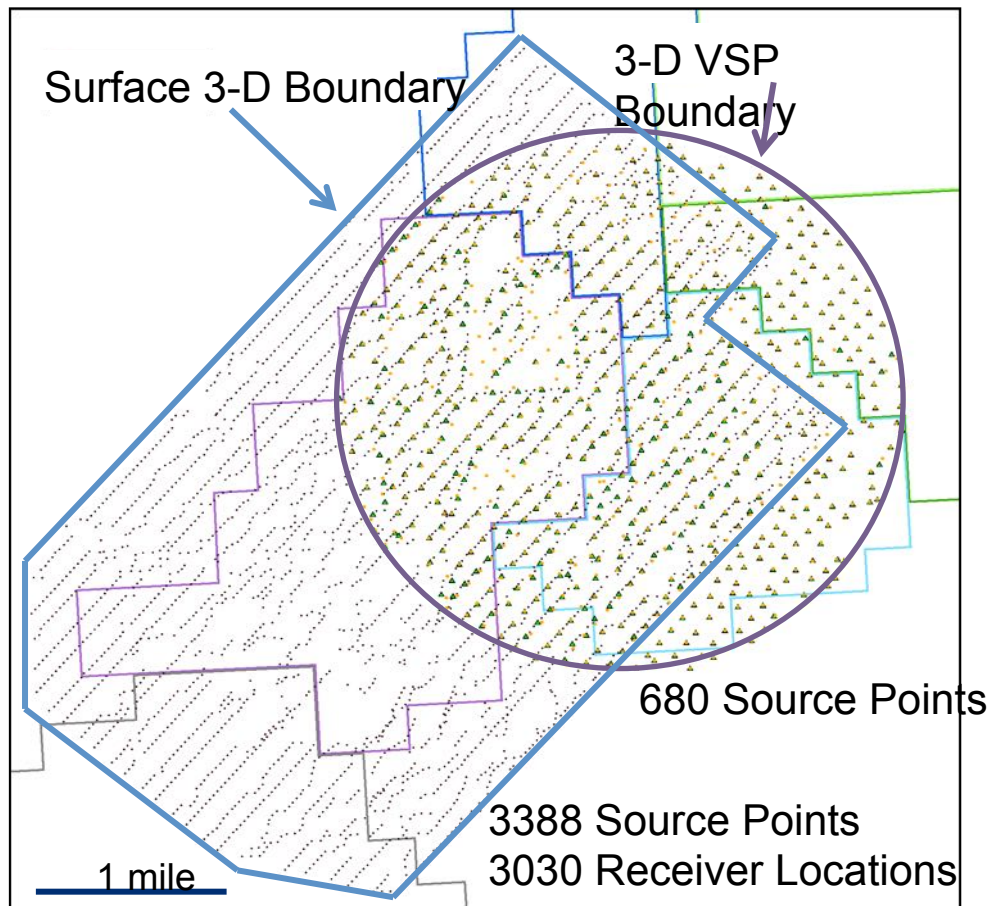 3-D VSP
Boundary
Surface 3-D Boundary
680 Source Points
3388 Source Points
3030 Receiver Locations
1 mile